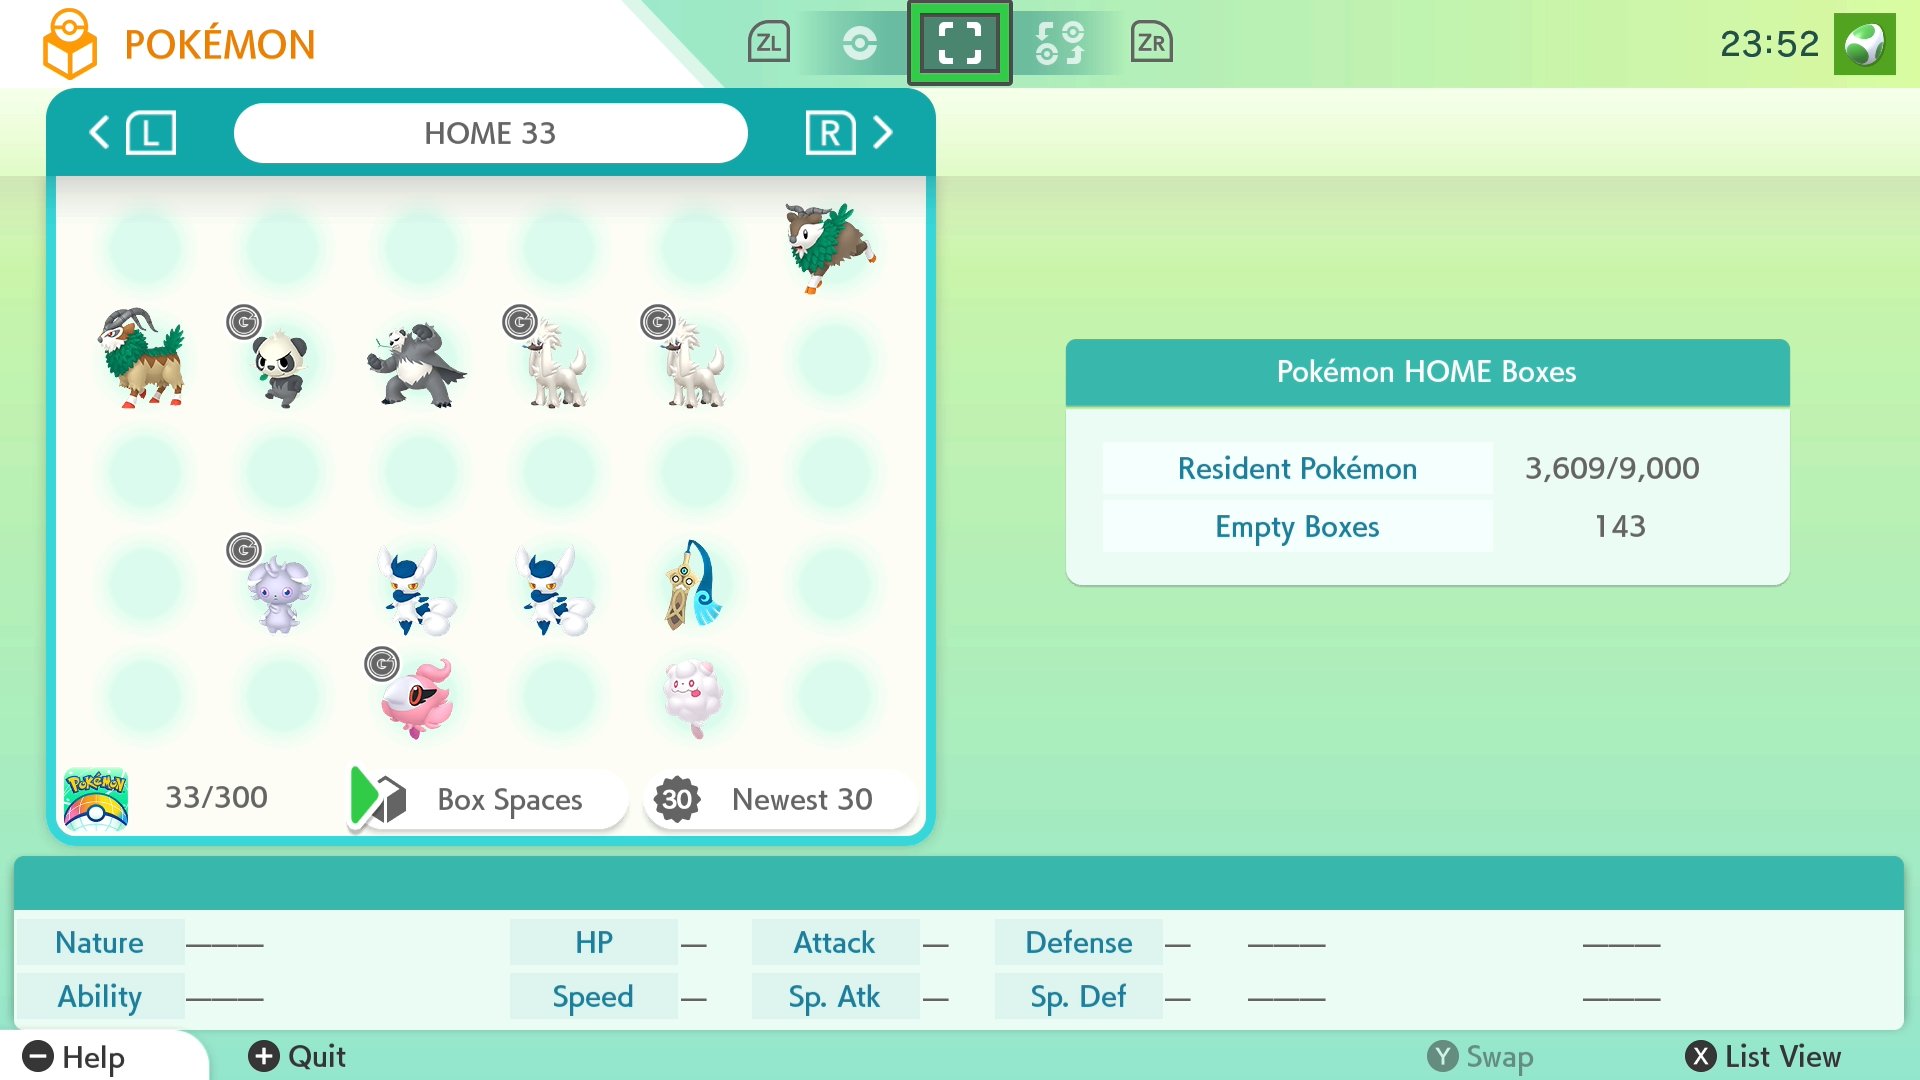 POKÉMON
ZL
ZR
23:52
L
HOME 33
R
G
G
G
Pokémon HOME Boxes
Resident Pokémon 3,609/9,000
Empty Boxes 143
G
G
Pokémon
33/300
Box Spaces
30
Newest 30
Nature ———
HP —
Attack —
Defense —
———
———
Ability ———
Speed —
Sp. Atk —
Sp. Def —
———
———
Help
+ Quit
Y Swap
X List View